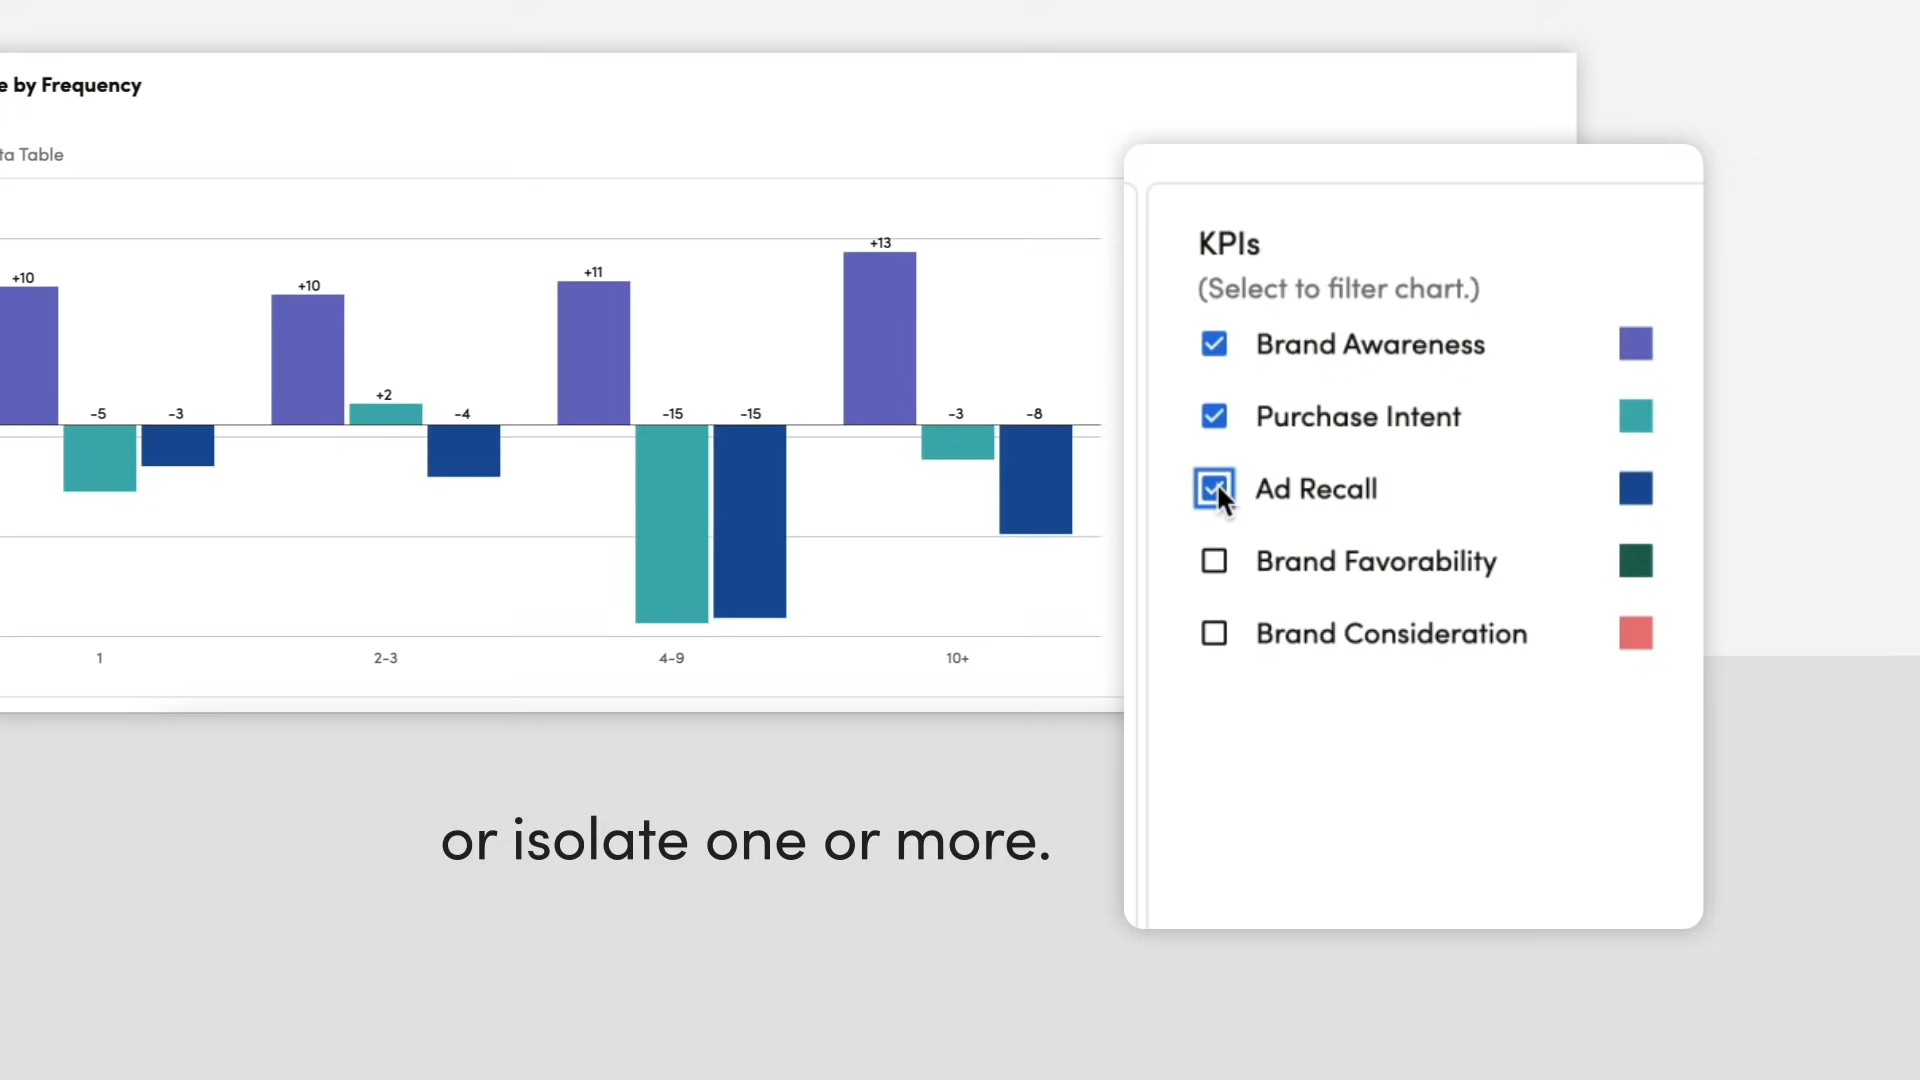 e by Frequency
ta Table
+10
-5
-3
+10
+2
-4
+11
-15
-15
+13
-3
-8
1
2-3
4-9
10+
KPIs
(Select to filter chart.)
Brand Awareness
Purchase Intent
Ad Recall
Brand Favorability
Brand Consideration
or isolate one or more.